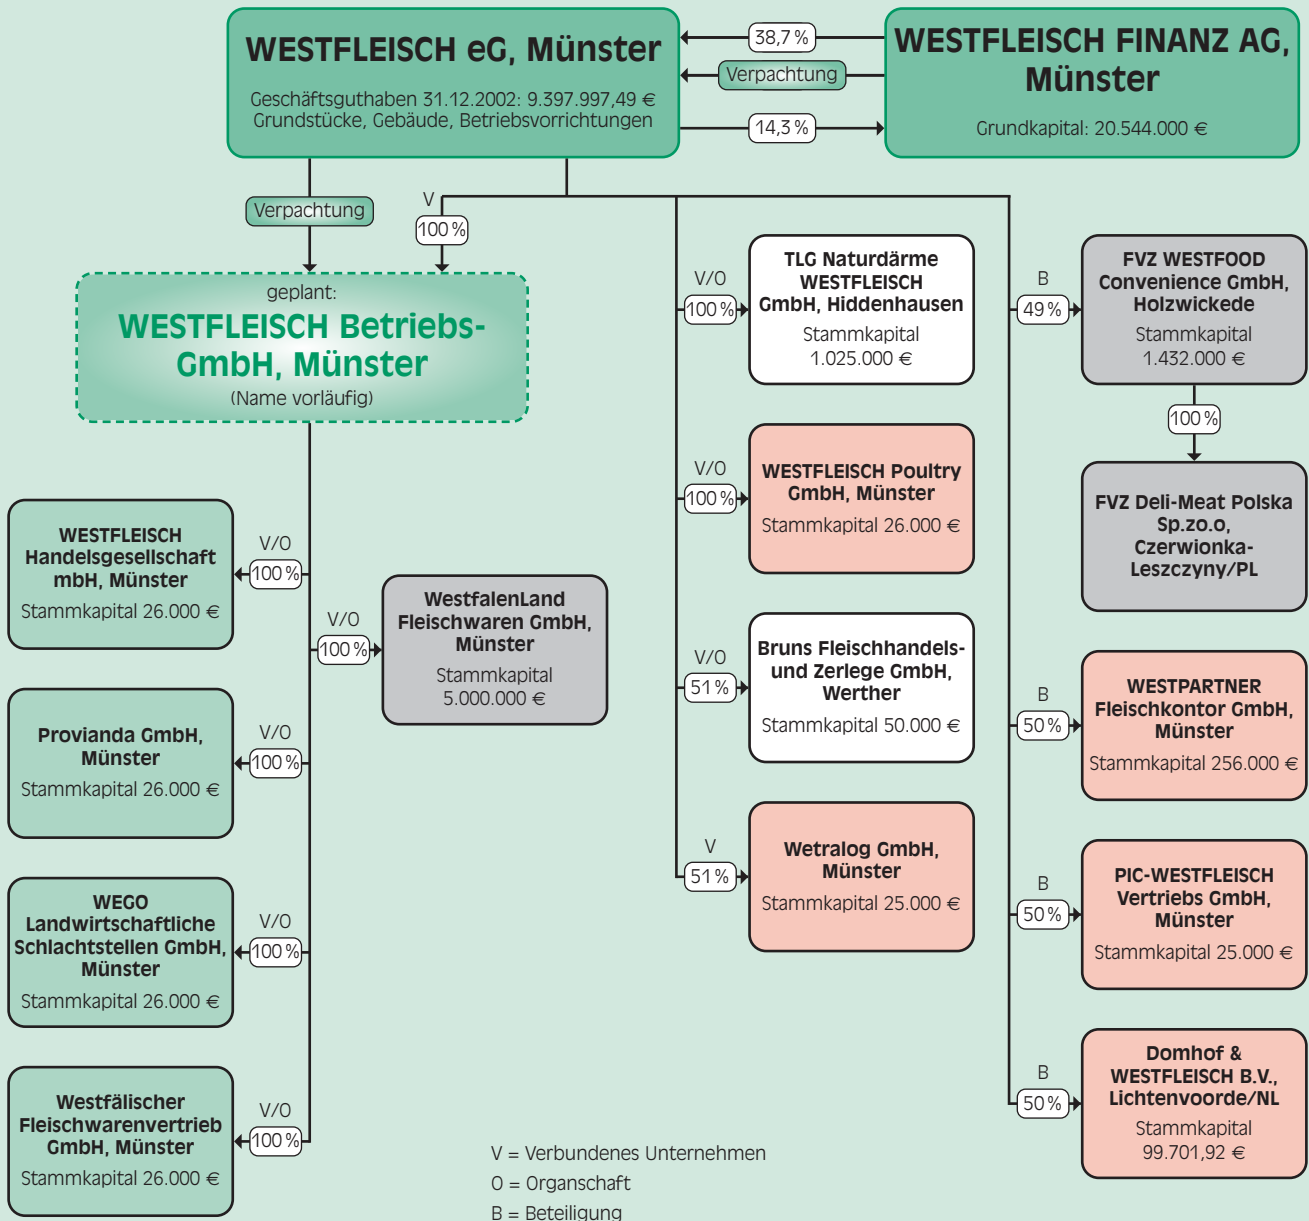 WESTFLEISCH eG, Münster
Geschäftsguthaben 31.12.2002: 9.397.997,49 €
Grundstücke, Gebäude, Betriebsvorrichtungen
38,7 %
Verpachtung
14,3 %
WESTFLEISCH FINANZ AG,
Münster
Grundkapital: 20.544.000 €
Verpachtung
V
100 %
geplant:
WESTFLEISCH Betriebs-
GmbH, Münster
(Name vorläufig)
WESTFLEISCH
Handelsgesellschaft
mbH, Münster
Stammkapital 26.000 €
V/O
100 %
Provianda GmbH,
Münster
Stammkapital 26.000 €
V/O
100 %
WEGO
Landwirtschaftliche
Schlachtstellen GmbH,
Münster
Stammkapital 26.000 €
V/O
100 %
Westfälischer
Fleischwarenvertrieb
GmbH, Münster
Stammkapital 26.000 €
V/O
100 %
V/O
100 %
WestfalenLand
Fleischwaren GmbH,
Münster
Stammkapital
5.000.000 €
V/O
100 %
TLG Naturdärme
WESTFLEISCH
GmbH, Hiddenhausen
Stammkapital
1.025.000 €
V/O
100 %
WESTFLEISCH Poultry
GmbH, Münster
Stammkapital 26.000 €
V/O
51 %
Bruns Fleischhandels-
und Zerlege GmbH,
Werther
Stammkapital 50.000 €
V
51 %
Wetralog GmbH,
Münster
Stammkapital 25.000 €
B
49 %
FVZ WESTFOOD
Convenience GmbH,
Holzwickede
Stammkapital
1.432.000 €
100 %
FVZ Deli-Meat Polska
Sp.zo.o,
Czerwionka-
Leszczyny/PL
B
50 %
WESTPARTNER
Fleischkontor GmbH,
Münster
Stammkapital 256.000 €
B
50 %
PIC-WESTFLEISCH
Vertriebs GmbH,
Münster
Stammkapital 25.000 €
B
50 %
Domhof &
WESTFLEISCH B.V.,
Lichtenvoorde/NL
Stammkapital
99.701,92 €
V = Verbundenes Unternehmen
O = Organschaft
B = Beteiligung